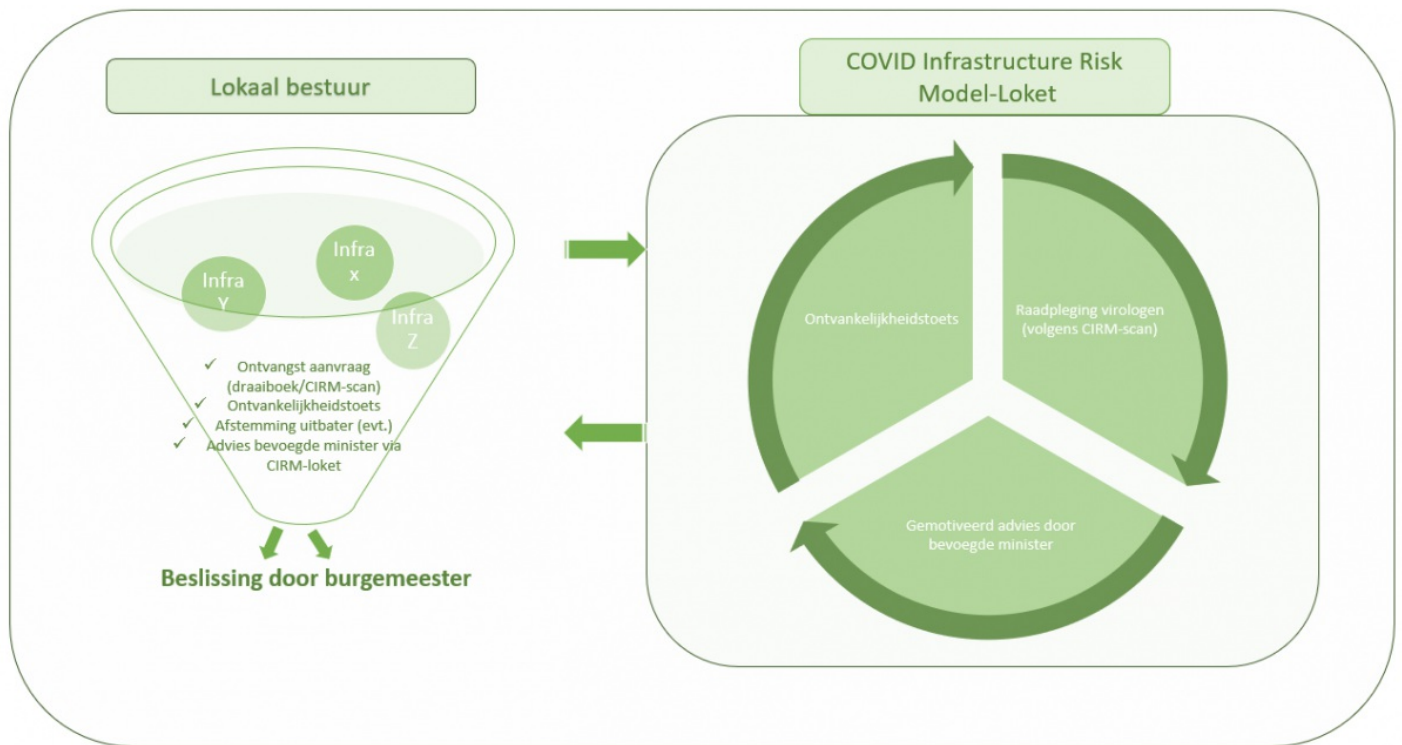 Lokaal bestuur
Infra
x
Infra
Y
Infra
Z
✓ Ontvangst aanvraag
(draaiboek/CIRM-scan)
✓ Ontvankelijkheidstoets
✓ Afstemming uitbater (evt.)
✓ Advies bevoegde minister via
CIRM-loket
Beslissing door burgemeester
COVID Infrastructure Risk
Model-Loket
Ontvankelijkheidstoets
Raadpleging virologen
(volgens CIRM-scan)
Gemotiveerd advies door
bevoegde minister